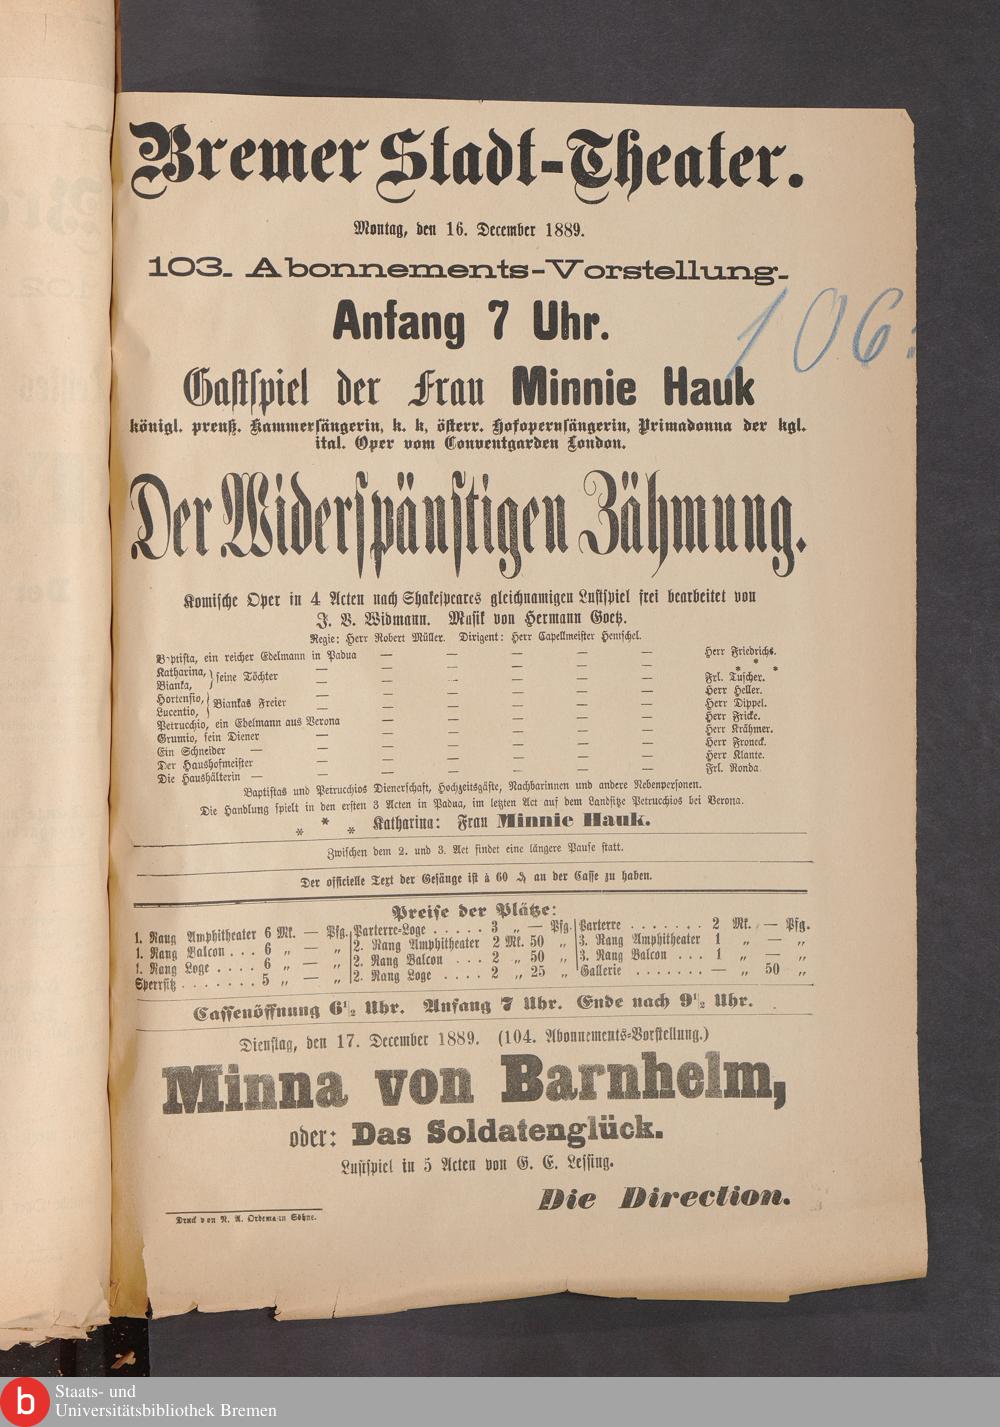 Bremer Stadt-Theater.
Montag, den 16. December 1889.
103. Abonnements-Vorstellung.
106.
Anfang 7 Uhr.
Gastspiel der Frau Minnie Hauk
königl. preuß. Kammersängerin, k. k, österr. Hofopernsängerin, Primadonna der kgl.
ital. Oper vom Conventgarden London.
Der Widerspänstigen Zähmung.
Komische Oper in 4 Acten nach Shakespeares gleichnamigen Lustspiel frei bearbeitet von
J. V. Widmann. Musik von Hermann Goetz.
Regie: Herr Robert Müller. Dirigent: Herr Capellmeister Hentschel.
Baptista, ein reicher Edelmann in Padua — — — — — Herr Friedrichs.
Katharina, } seine Töchter — — — — — — * * *
Bianka, — — — — — — Frl. Tuscher.
Hortensio, } Biankas Freier — — — — — — Herr Heller.
Lucentio, — — — — — — Herr Dippel.
Petrucchio, ein Edelmann aus Verona — — — — — Herr Fricke.
Grumio, sein Diener — — — — — — Herr Krähmer.
Ein Schneider — — — — — — — Herr Froneck.
Der Haushofmeister — — — — — — Herr Klante.
Die Haushälterin — — — — — — — Frl. Ronda.
Baptistas und Petrucchios Dienerschaft, Hochzeitsgäste, Nachbarinnen und andere Nebenpersonen.
Die Handlung spielt in den ersten 3 Acten in Padua, im letzten Act auf dem Landsitze Petrucchios bei Verona.
* * * Katharina: Frau Minnie Hauk.
Zwischen dem 2. und 3. Act findet eine längere Pause statt.
Der officielle Text der Gesänge ist à 60 ₰ an der Casse zu haben.
Preise der Plätze:
1. Rang Amphitheater 6 Mk. — Pfg.
1. Rang Balcon . . . 6 „ — „
1. Rang Loge . . . . 6 „ — „
Sperrsitz . . . . . . . 5 „ — „
Parterre-Loge . . . . . 3 „ — Pfg.
2. Rang Amphitheater 2 Mk. 50 „
2. Rang Balcon . . . 2 „ 50 „
2. Rang Loge . . . . 2 „ 25 „
Parterre . . . . . . . 2 Mk. — Pfg.
3. Rang Amphitheater 1 „ — „
3. Rang Balcon . . . 1 „ — „
Gallerie . . . . . . . — „ 50 „
Cassenöffnung 6 1/2 Uhr. Anfang 7 Uhr. Ende nach 9 1/2 Uhr.
Dienstag, den 17. December 1889. (104. Abonnements-Vorstellung.)
Minna von Barnhelm,
oder: Das Soldatenglück.
Lustspiel in 5 Acten von G. E. Lessing.
Die Direction.
Druck von N. A. Ordemann Söhne.
b
Staats- und
Universitätsbibliothek Bremen